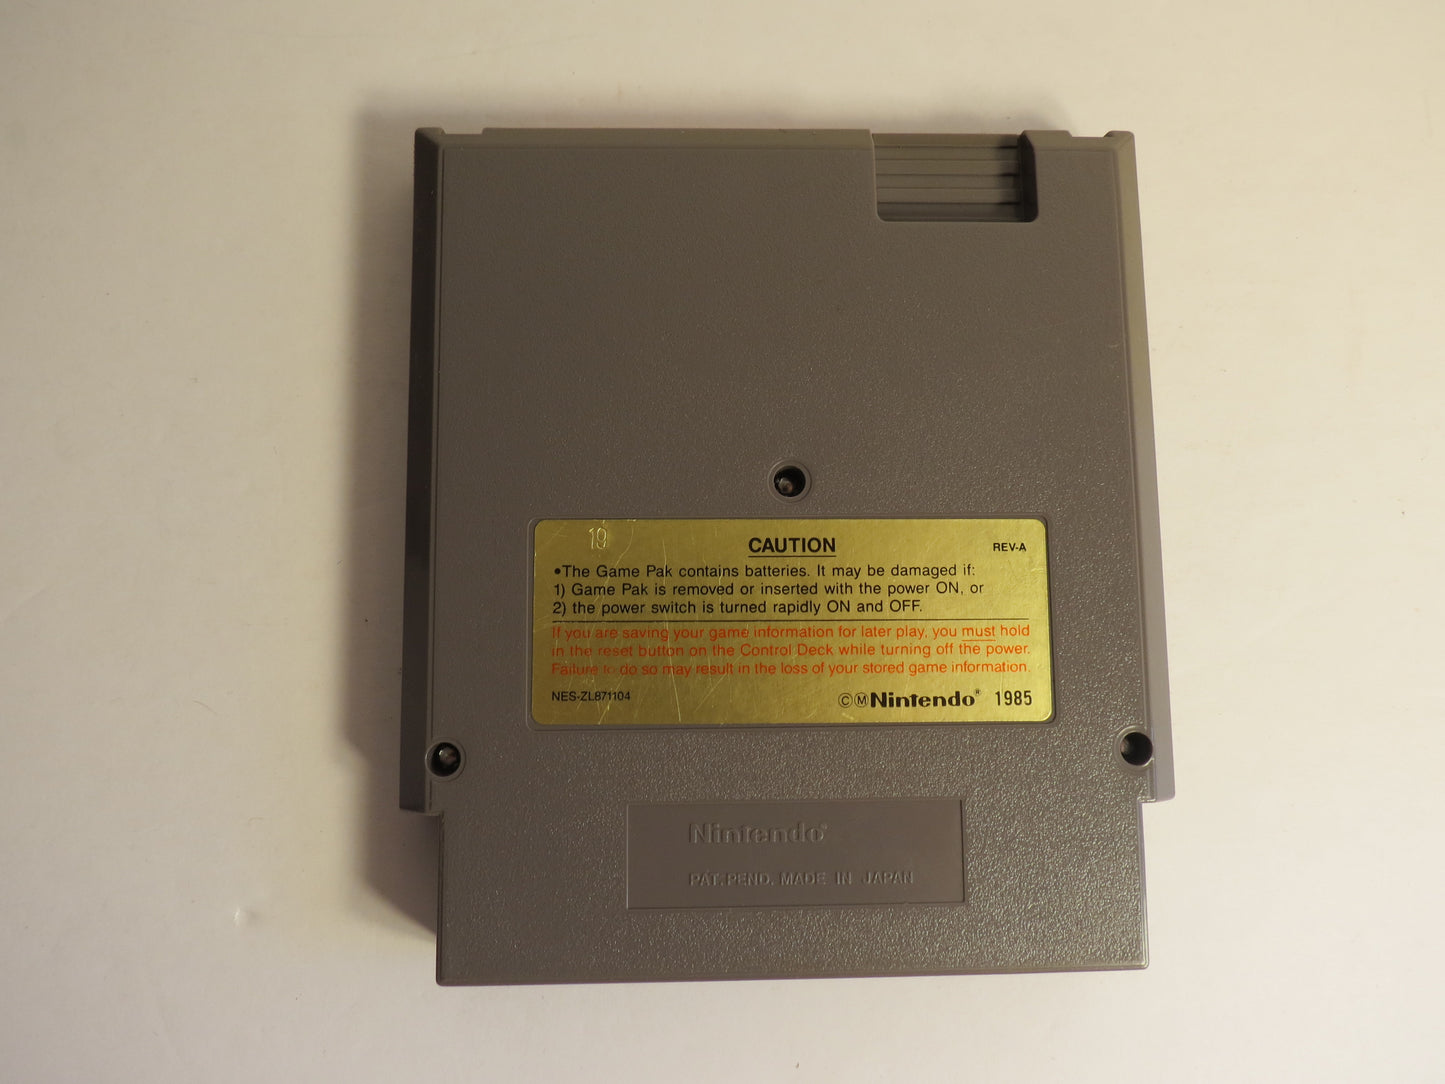 19
CAUTION
REV-A
•The Game Pak contains batteries. It may be damaged if:
1) Game Pak is removed or inserted with the power ON, or
2) the power switch is turned rapidly ON and OFF.
If you are saving your game information for later play, you must hold
in the reset button on the Control Deck while turning off the power.
Failure to do so may result in the loss of your stored game information.
NES-ZL871104
©ⓂNintendo® 1985
Nintendo®
PAT. PEND. MADE IN JAPAN